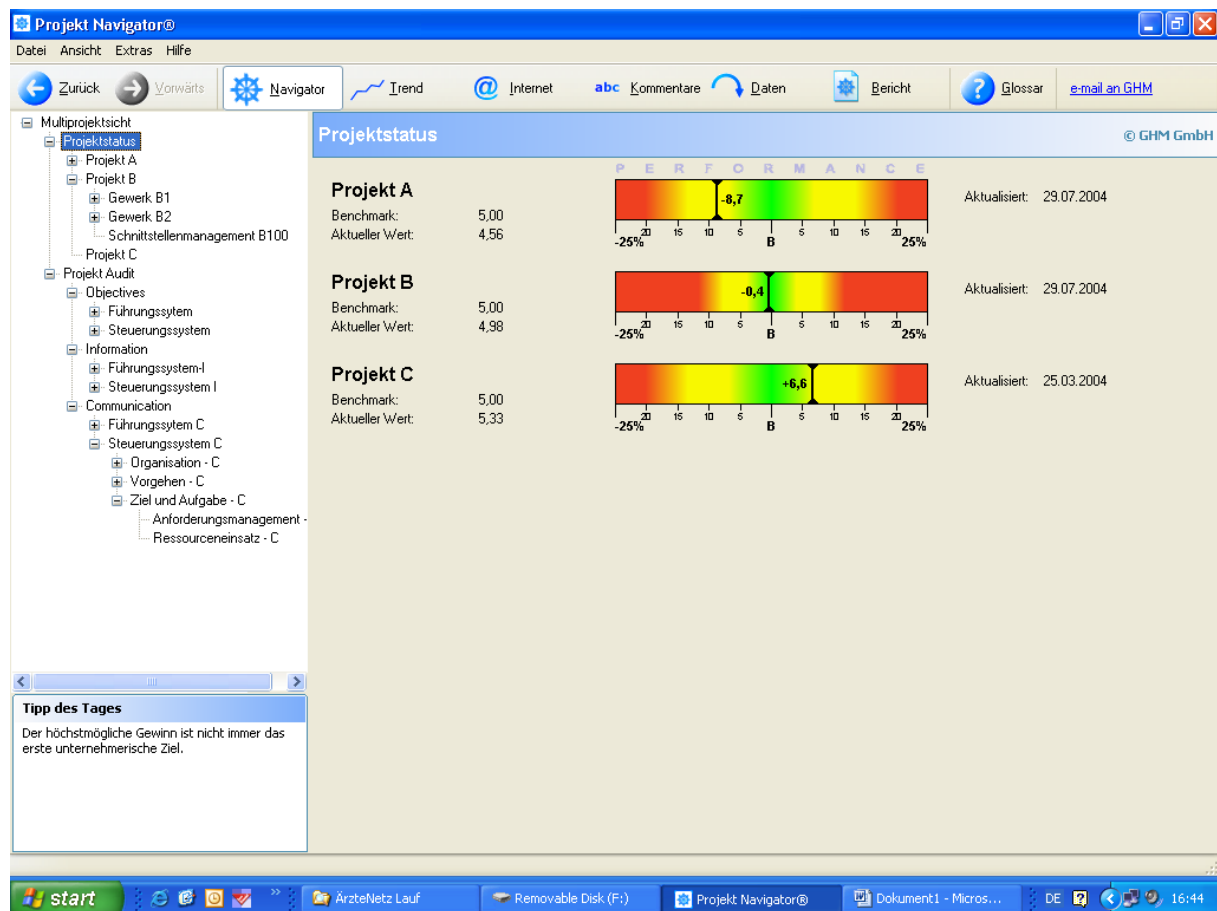 Projekt Navigator®
Datei Ansicht Extras Hilfe
Zurück Vorwärts Navigator Trend @ Internet abc Kommentare Daten Bericht ? Glossar e-mail an GHM
Multiprojektsicht
Projektstatus
Projekt A
Projekt B
Gewerk B1
Gewerk B2
Schnittstellenmanagement B100
Projekt C
Projekt Audit
Objectives
Führungssytem
Steuerungssystem
Information
Führungssystem-I
Steuerungssystem I
Communication
Führungssytem C
Steuerungssystem C
Organisation - C
Vorgehen - C
Ziel und Aufgabe - C
Anforderungsmanagement -
Ressourceneinsatz - C
Tipp des Tages
Der höchstmögliche Gewinn ist nicht immer das
erste unternehmerische Ziel.
Projektstatus © GHM GmbH
PERFORMANCE
Projekt A
Benchmark: 5,00
Aktueller Wert: 4,56
-8,7
20 15 10 5 5 10 15 20
-25% B 25%
Aktualisiert: 29.07.2004
Projekt B
Benchmark: 5,00
Aktueller Wert: 4,98
-0,4
20 15 10 5 5 10 15 20
-25% B 25%
Aktualisiert: 29.07.2004
Projekt C
Benchmark: 5,00
Aktueller Wert: 5,33
+6,6
20 15 10 5 5 10 15 20
-25% B 25%
Aktualisiert: 25.03.2004
start » ÄrzteNetz Lauf Removable Disk (F:) Projekt Navigator® Dokument1 - Micros... DE ? 16:44